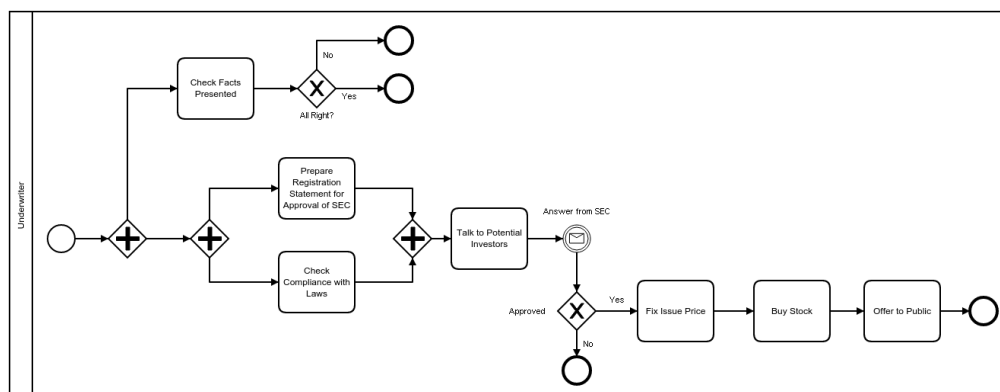 Underwriter
Check Facts
Presented
No
Yes
All Right?
Prepare
Registration
Statement for
Approval of SEC
Check
Compliance with
Laws
Talk to Potential
Investors
Answer from SEC
Approved
Yes
No
Fix Issue Price
Buy Stock
Offer to Public